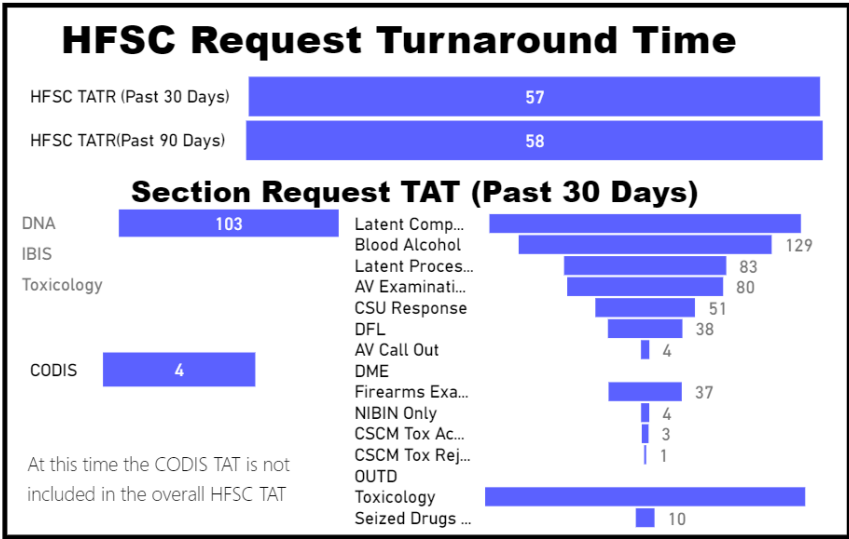 HFSC Request Turnaround Time
HFSC TATR (Past 30 Days) 57
HFSC TATR(Past 90 Days) 58
Section Request TAT (Past 30 Days)
DNA 103
IBIS
Toxicology
CODIS 4
At this time the CODIS TAT is not
included in the overall HFSC TAT
Latent Comp...
Blood Alcohol 129
Latent Proces... 83
AV Examinati... 80
CSU Response 51
DFL 38
AV Call Out 4
DME
Firearms Exa... 37
NIBIN Only 4
CSCM Tox Ac... 3
CSCM Tox Rej... 1
OUTD
Toxicology
Seized Drugs ... 10